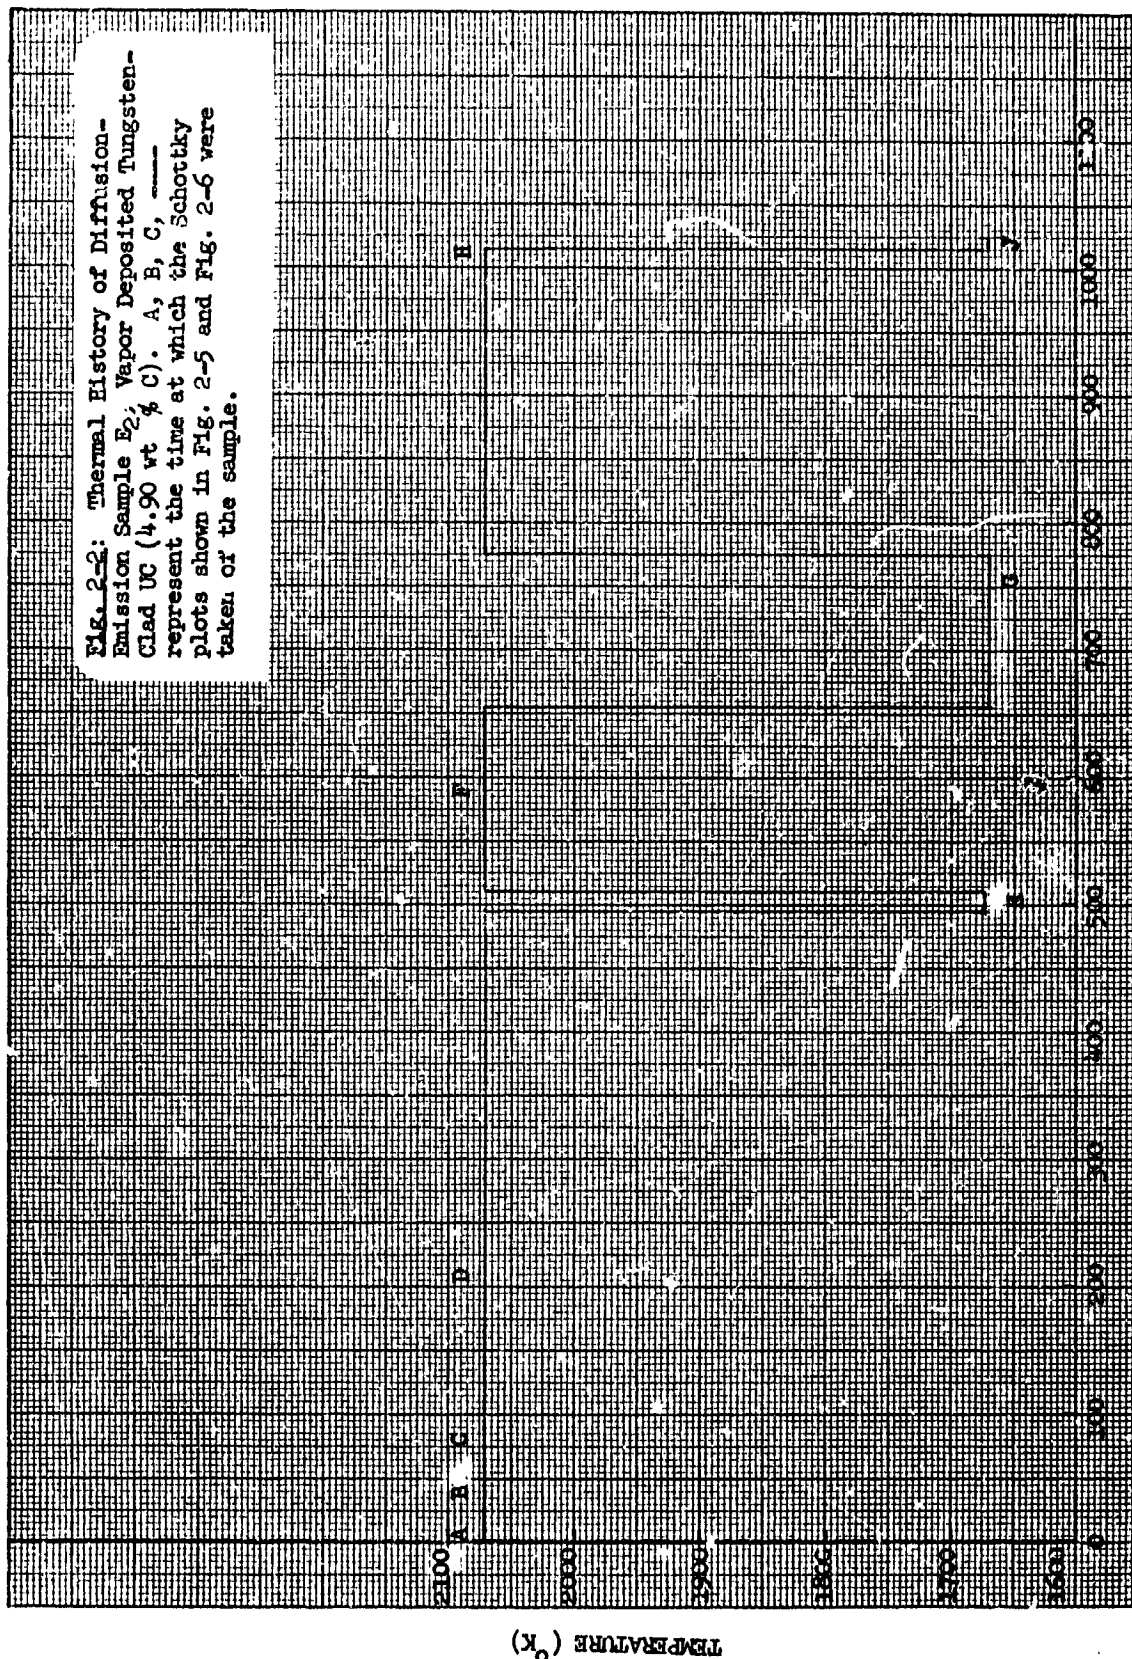 Fig. 2-2: Thermal History of Diffusion-
Emission Sample E2; Vapor Deposited Tungsten-
Clad UC (4.90 wt % C). A, B, C, ——
represent the time at which the Schottky
plots shown in Fig. 2-5 and Fig. 2-6 were
taken of the sample.
TEMPERATURE (°K)
2100
2000
1900
1800
1700
1600
A B C D F H
E G
0 100 200 300 400 500 600 700 800 900 1000